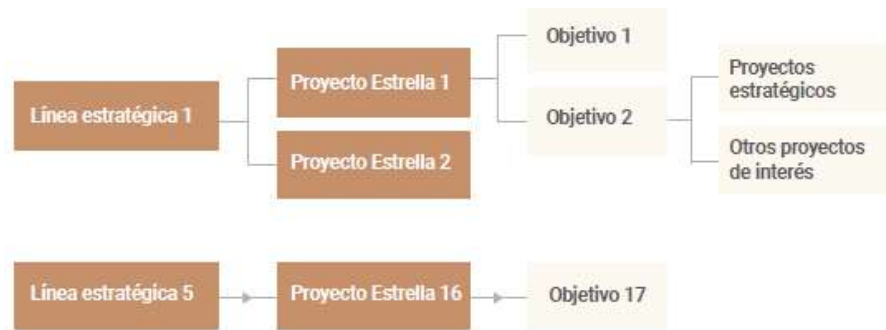 Línea estratégica 1
Proyecto Estrella 1
Proyecto Estrella 2
Objetivo 1
Objetivo 2
Proyectos
estratégicos
Otros proyectos
de interés
Línea estratégica 5
Proyecto Estrella 16
Objetivo 17